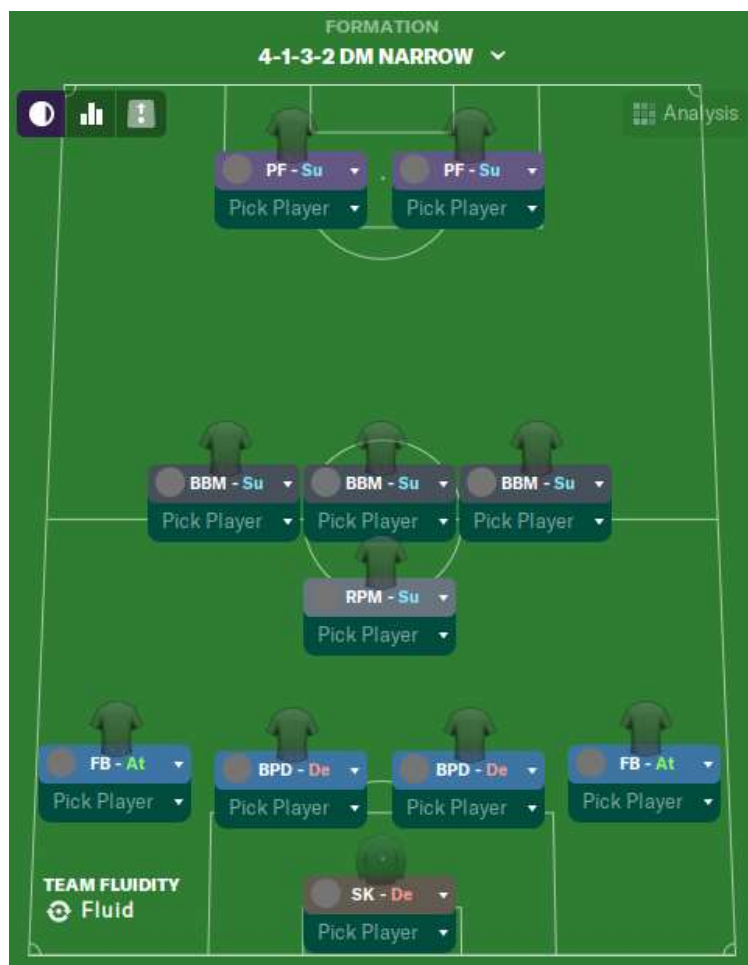 FORMATION
4-1-3-2 DM NARROW
Analysis
PF - Su PF - Su
Pick Player Pick Player
BBM - Su BBM - Su BBM - Su
Pick Player Pick Player Pick Player
RPM - Su
Pick Player
FB - At BPD - De BPD - De FB - At
Pick Player Pick Player Pick Player Pick Player
TEAM FLUIDITY
Fluid
SK - De
Pick Player